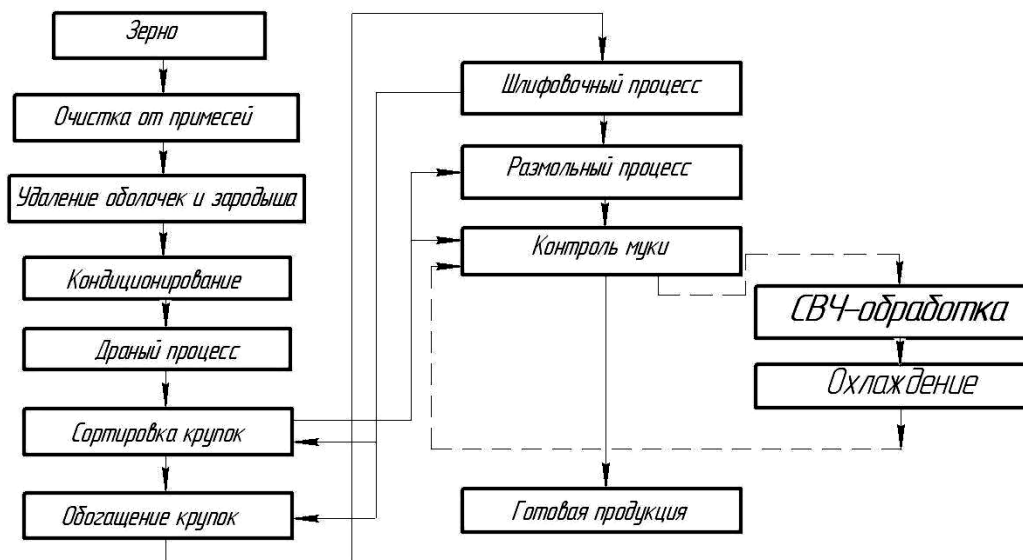 Зерно
Очистка от примесей
Удаление оболочек и зародыша
Кондиционирование
Драный процесс
Сортировка крупок
Обогащение крупок
Шлифовочный процесс
Размольный процесс
Контроль муки
СВЧ-обработка
Охлаждение
Готовая продукция